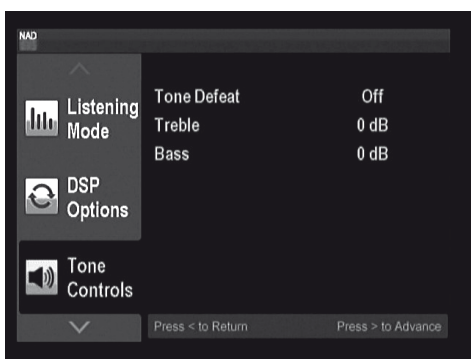 NAD
Listening
Mode
DSP
Options
Tone
Controls
Tone Defeat Off
Treble 0 dB
Bass 0 dB
Press < to Return Press > to Advance